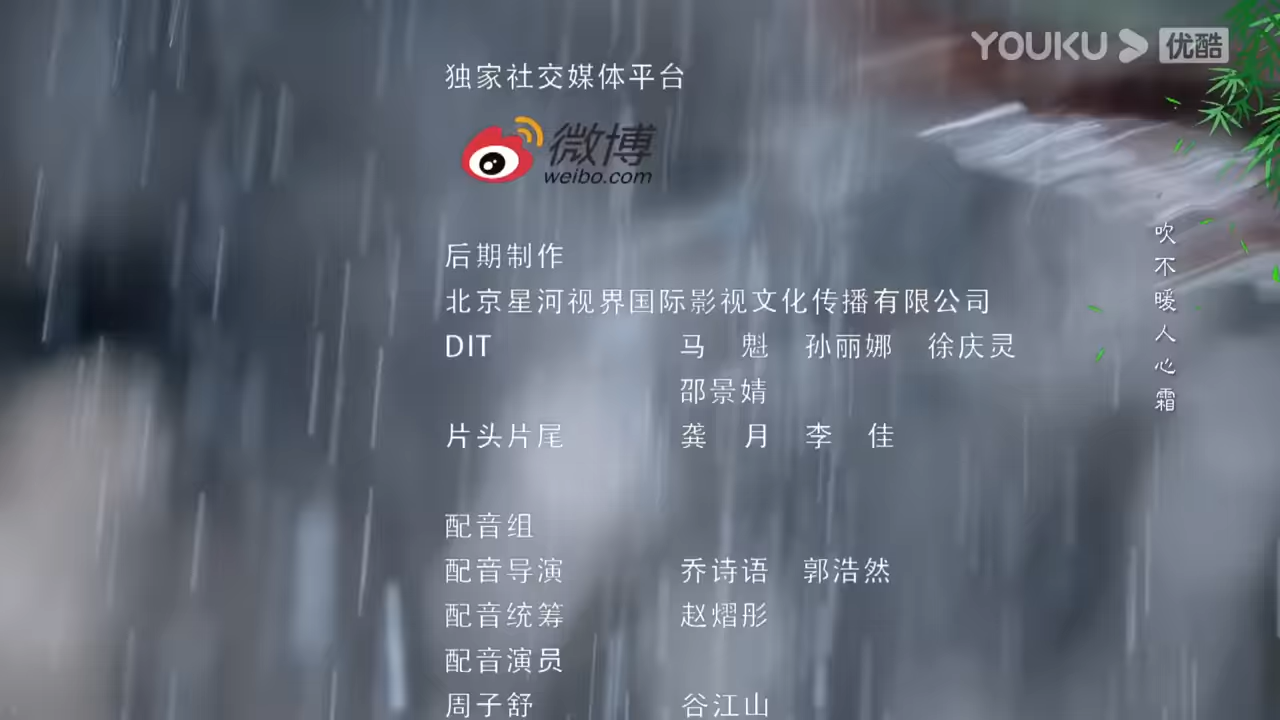 YOUKU 优酷
独家社交媒体平台
微博
weibo.com
后期制作
北京星河视界国际影视文化传播有限公司
DIT 马 魁 孙丽娜 徐庆灵
邵景婧
片头片尾 龚 月 李 佳
配音组
配音导演 乔诗语 郭浩然
配音统筹 赵熠彤
配音演员
周子舒 谷江山
吹不暖人心霜